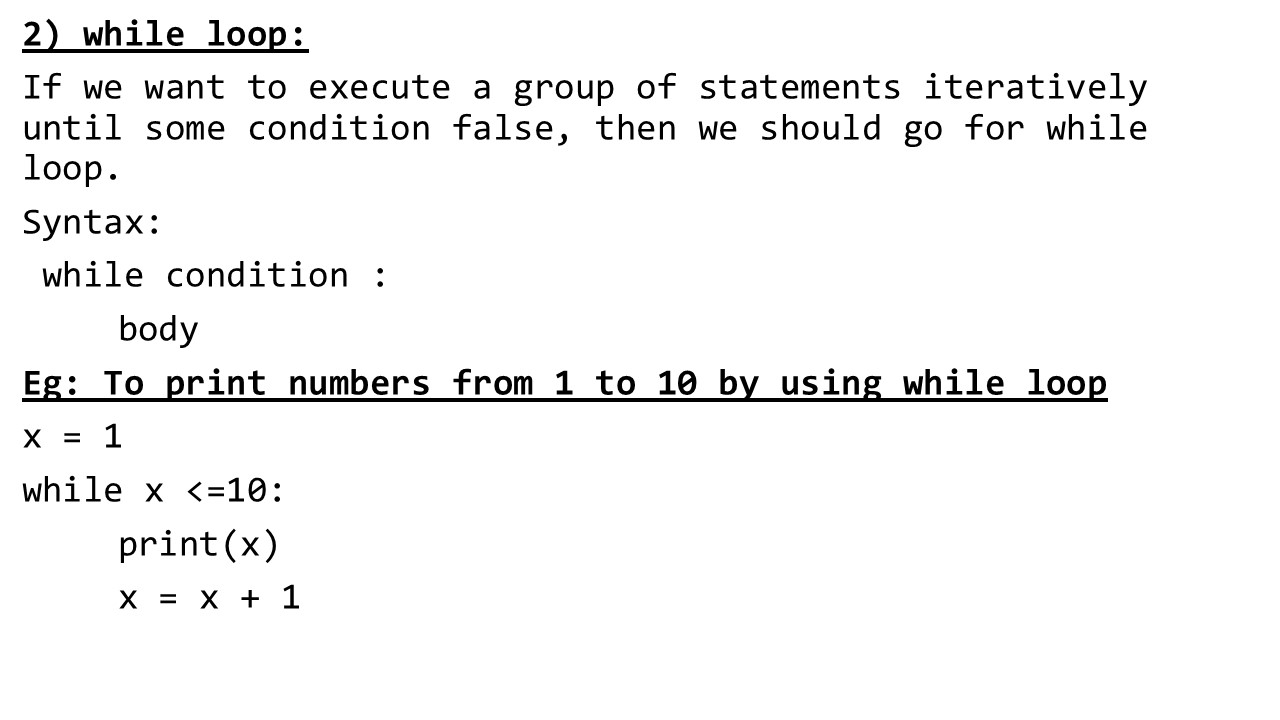 2) while loop:
If we want to execute a group of statements iteratively
until some condition false, then we should go for while
loop.
Syntax:
while condition :
body
Eg: To print numbers from 1 to 10 by using while loop
x = 1
while x <=10:
print(x)
x = x + 1